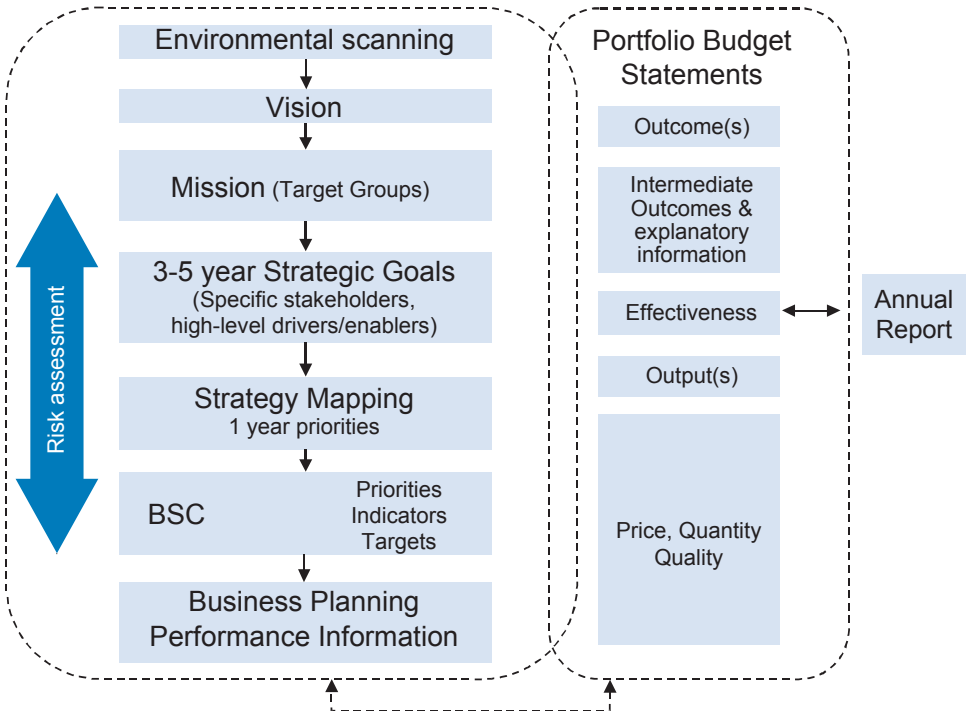 Environmental scanning
Vision
Mission (Target Groups)
3-5 year Strategic Goals
(Specific stakeholders,
high-level drivers/enablers)
Strategy Mapping
1 year priorities
BSC
Priorities
Indicators
Targets
Business Planning
Performance Information
Risk assessment
Portfolio Budget
Statements
Outcome(s)
Intermediate
Outcomes &
explanatory
information
Effectiveness
Output(s)
Price, Quantity
Quality
Annual
Report